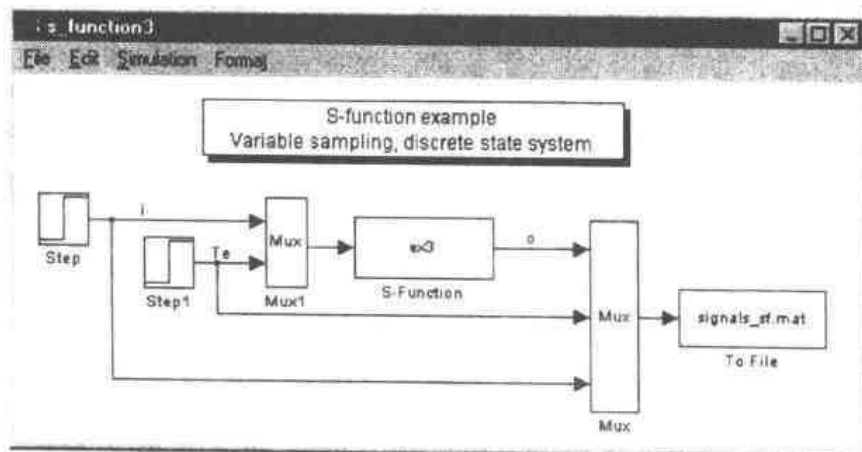 s_function3
File Edit Simulation Format
S-function example
Variable sampling, discrete state system
i
Step
Te
Step1
Mux
Mux1
ex3
S-Function
o
Mux
Mux
signals_sf.mat
To File